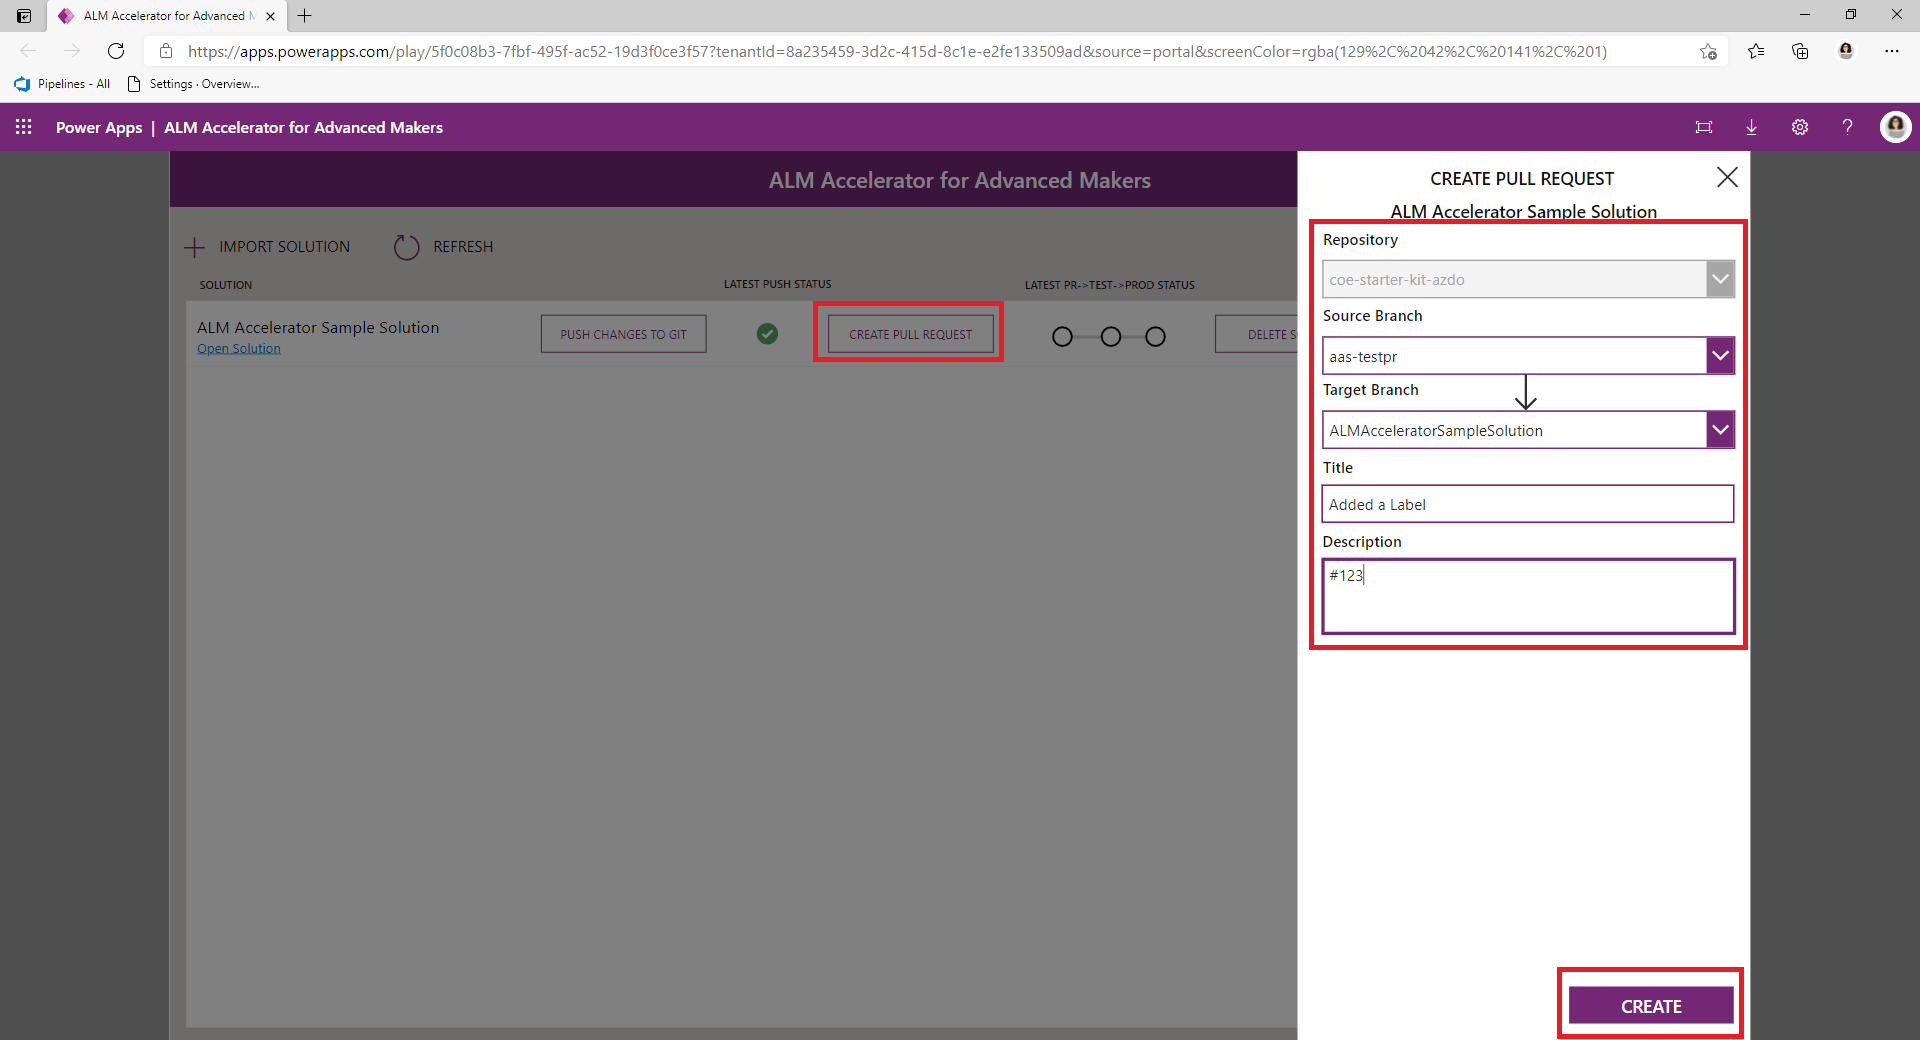 ALM Accelerator for Advanced M
https://apps.powerapps.com/play/5f0c08b3-7fbf-495f-ac52-19d3f0ce3f57?tenantId=8a235459-3d2c-415d-8c1e-e2fe133509ad&source=portal&screenColor=rgba(129%2C%2042%2C%20141%2C%201)
Pipelines - All
Settings · Overview...
Power Apps | ALM Accelerator for Advanced Makers
ALM Accelerator for Advanced Makers
IMPORT SOLUTION
REFRESH
SOLUTION
LATEST PUSH STATUS
LATEST PR->TEST->PROD STATUS
ALM Accelerator Sample Solution
Open Solution
PUSH CHANGES TO GIT
CREATE PULL REQUEST
DELETE S
CREATE PULL REQUEST
ALM Accelerator Sample Solution
Repository
coe-starter-kit-azdo
Source Branch
aas-testpr
Target Branch
ALMAcceleratorSampleSolution
Title
Added a Label
Description
#123
CREATE